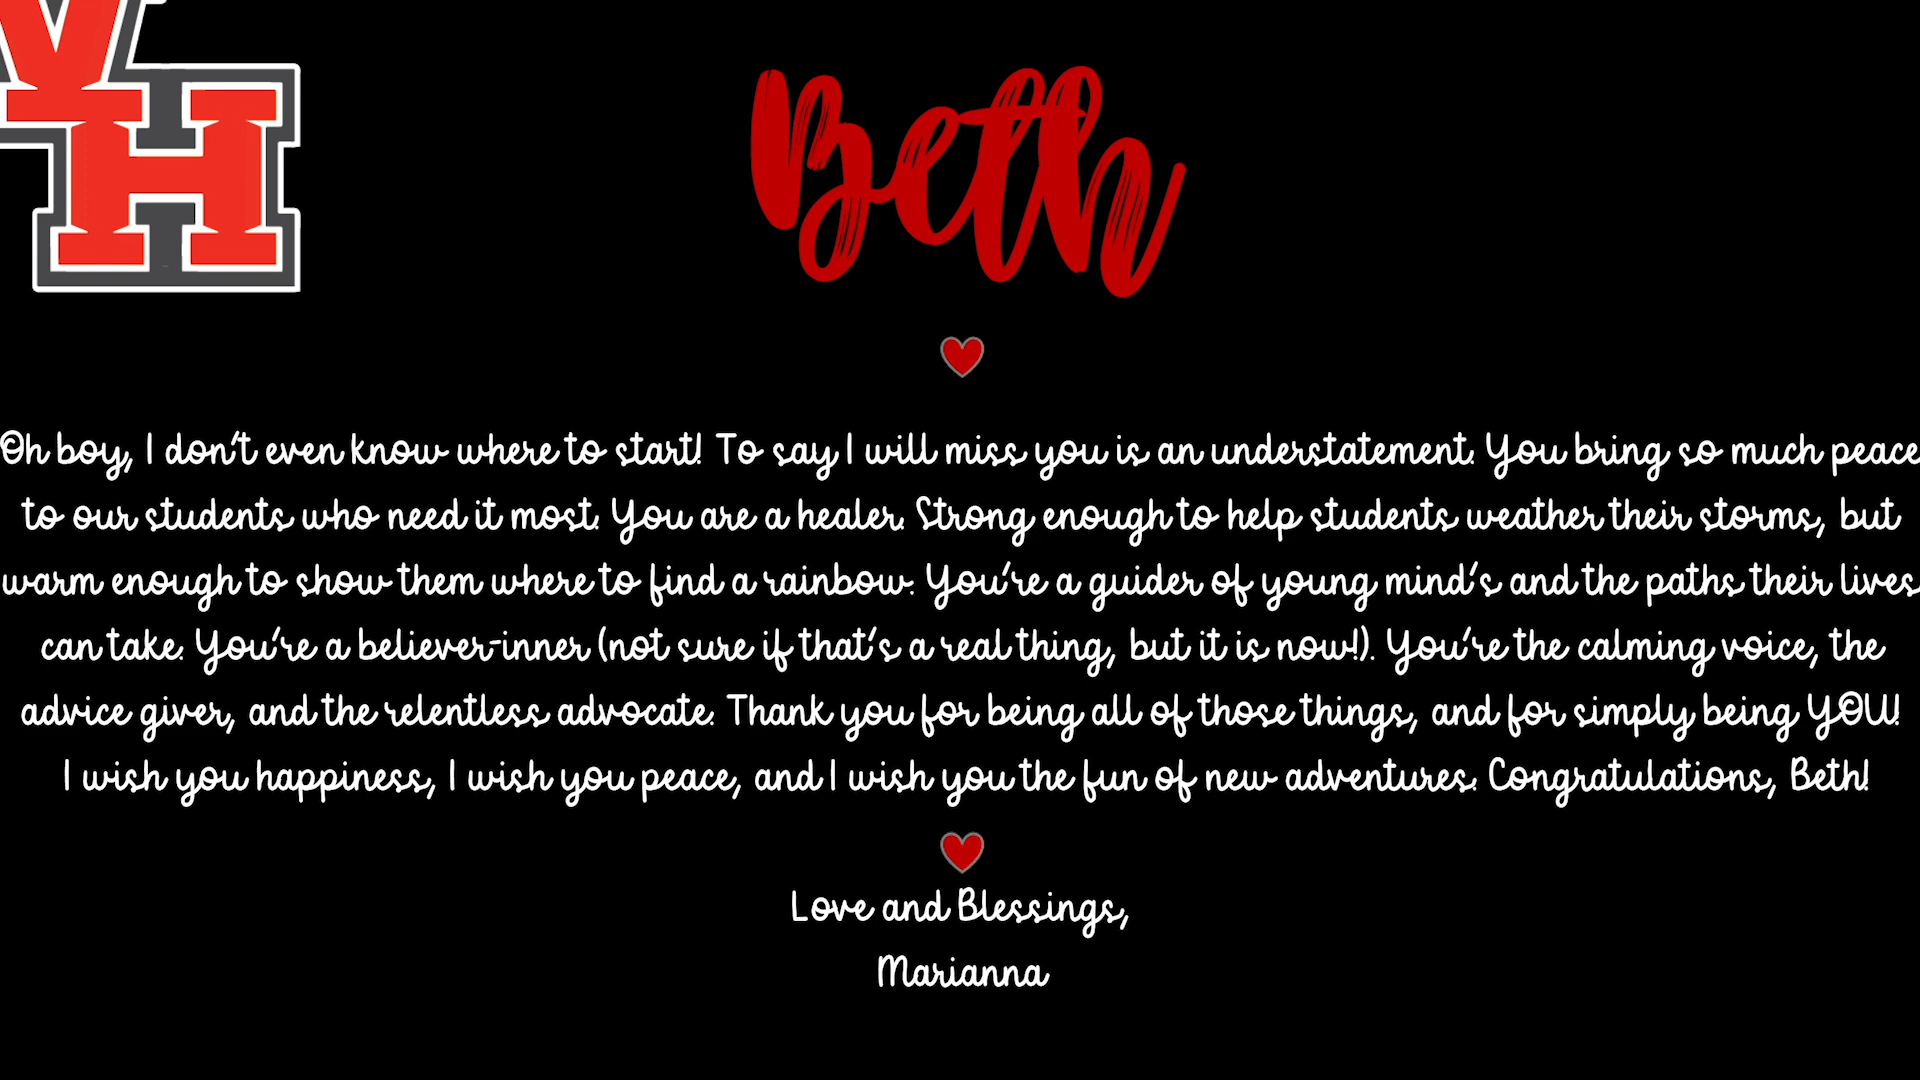 VH
Beth
Oh boy, I don't even know where to start! To say I will miss you is an understatement. You bring so much peace
to our students who need it most. You are a healer. Strong enough to help students weather their storms, but
warm enough to show them where to find a rainbow. You're a guider of young mind's and the paths their lives
can take. You're a believer-inner (not sure if that's a real thing, but it is now!). You're the calming voice, the
advice giver, and the relentless advocate. Thank you for being all of those things, and for simply being YOU!
I wish you happiness, I wish you peace, and I wish you the fun of new adventures. Congratulations, Beth!
Love and Blessings,
Marianna